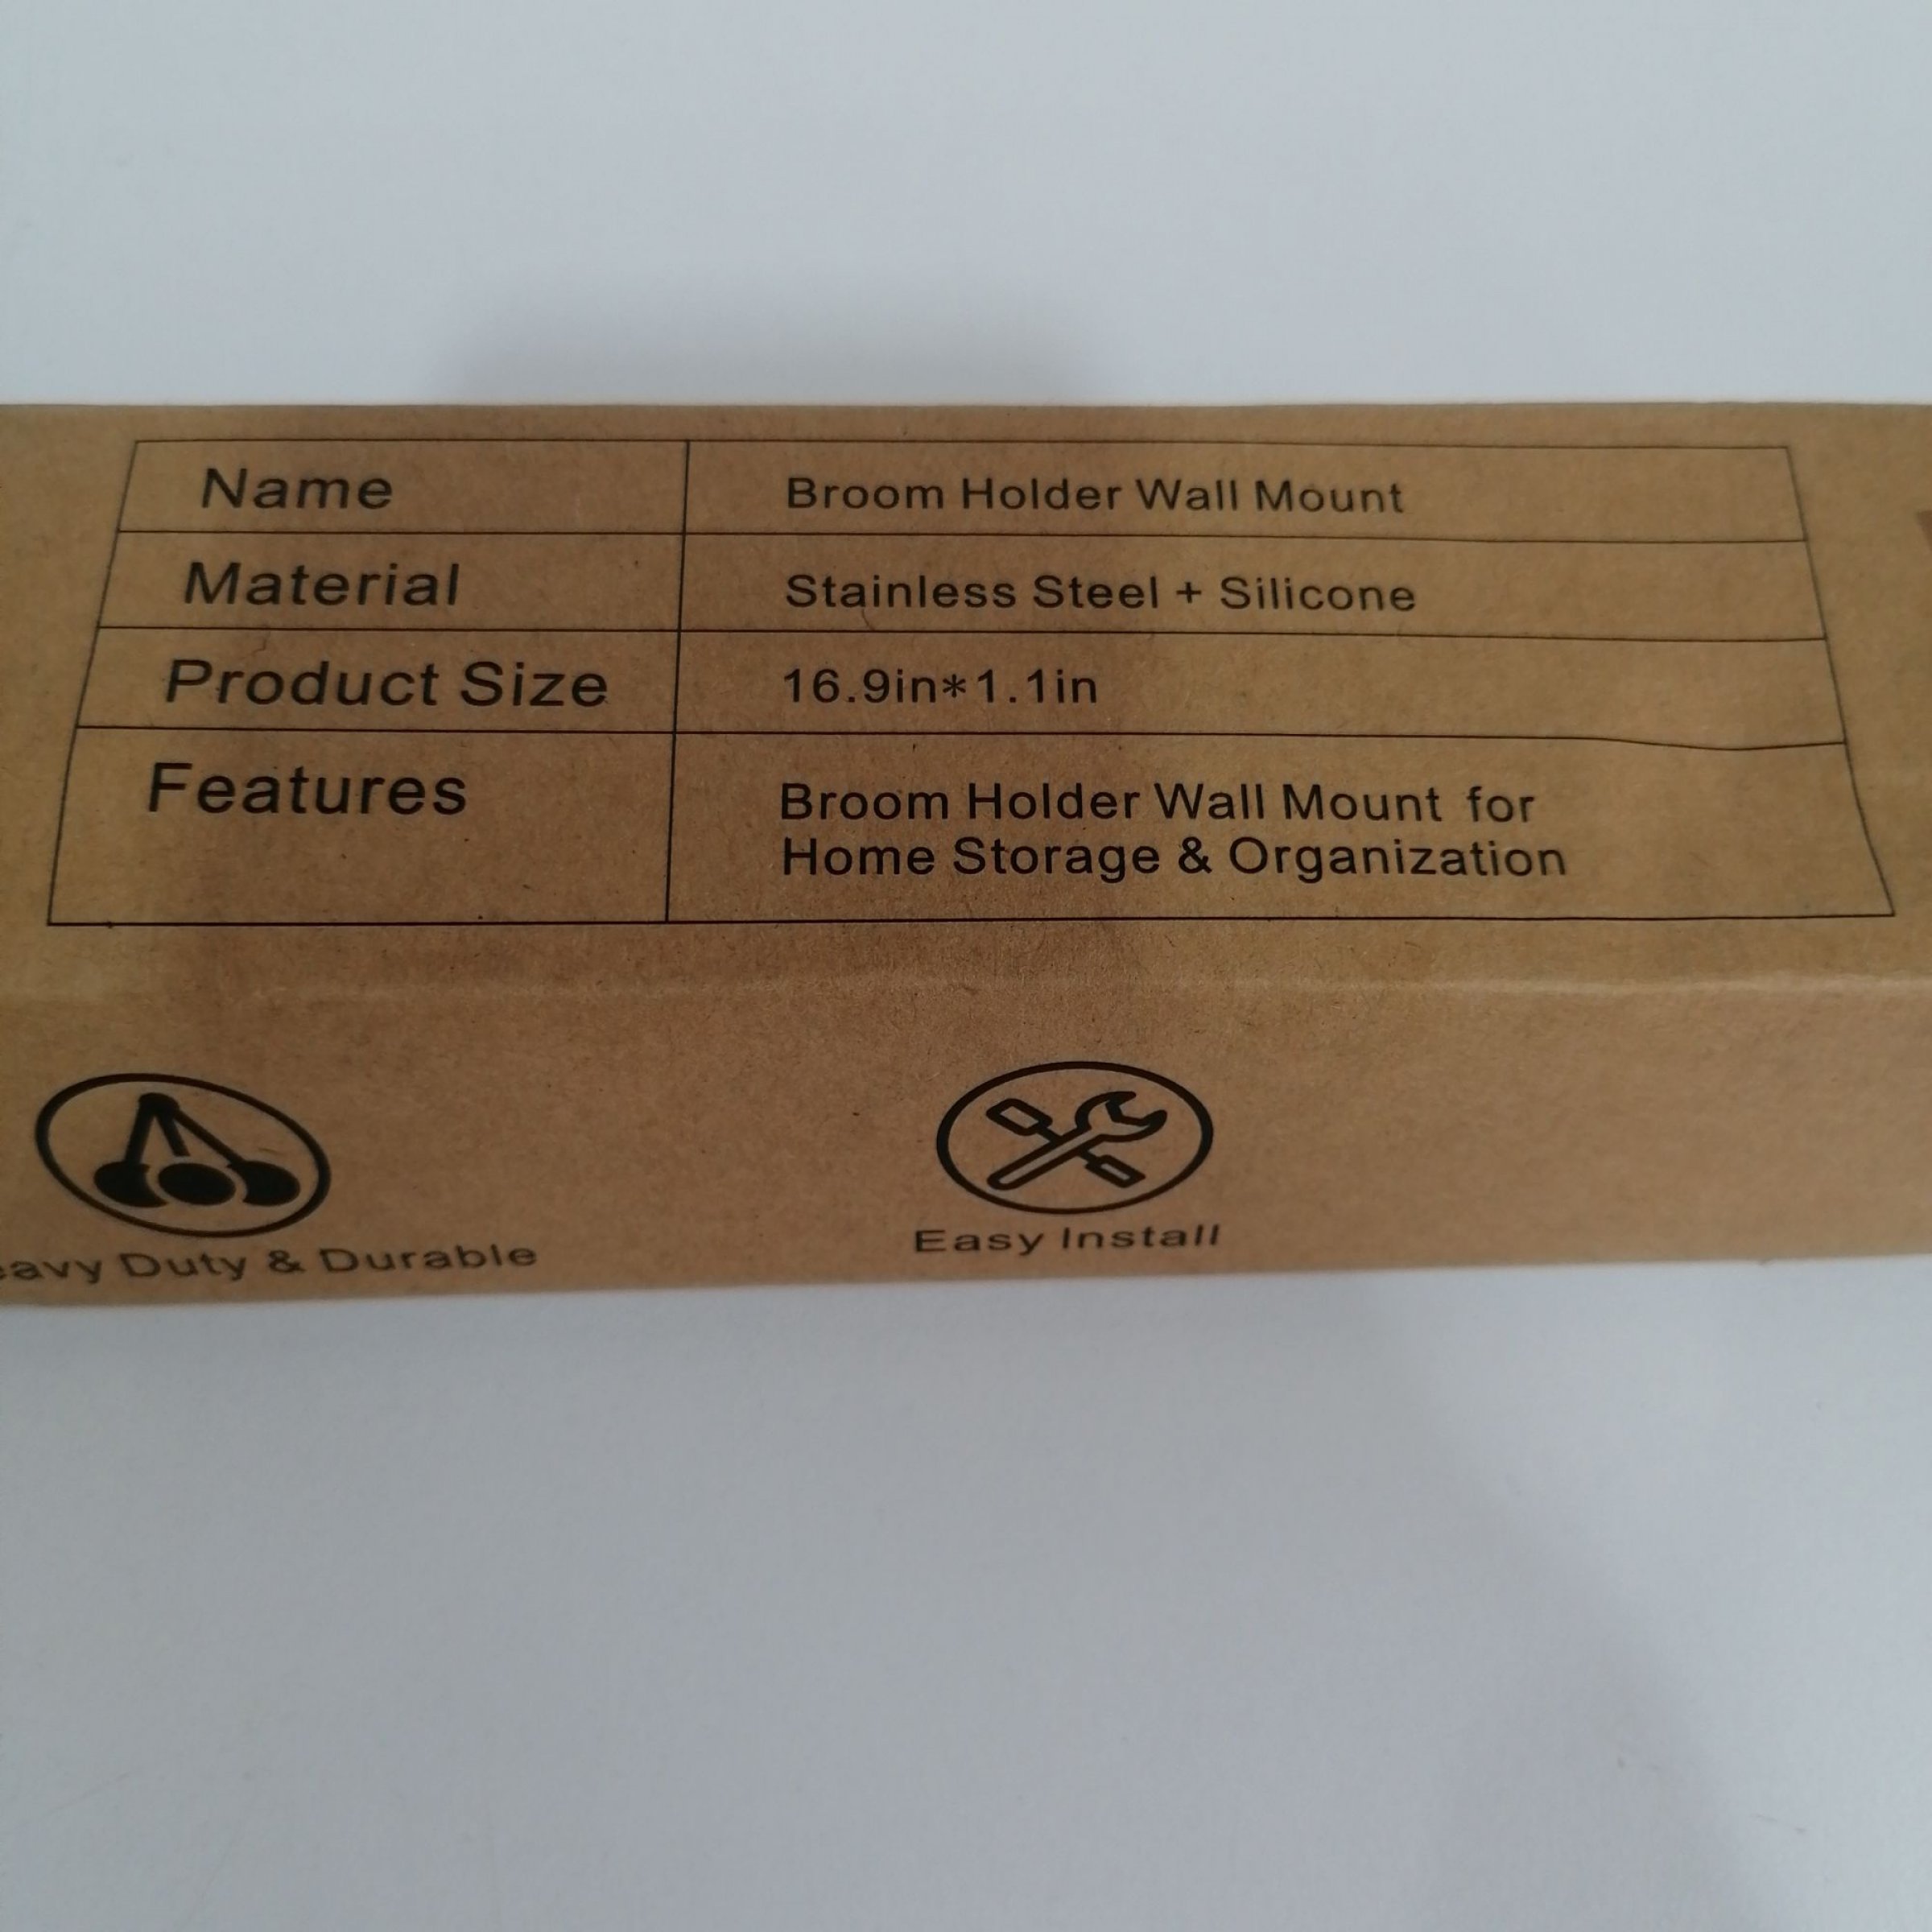 Name Broom Holder Wall Mount
Material Stainless Steel + Silicone
Product Size 16.9in*1.1in
Features Broom Holder Wall Mount for
Home Storage & Organization
Duty & Durable
Easy Install